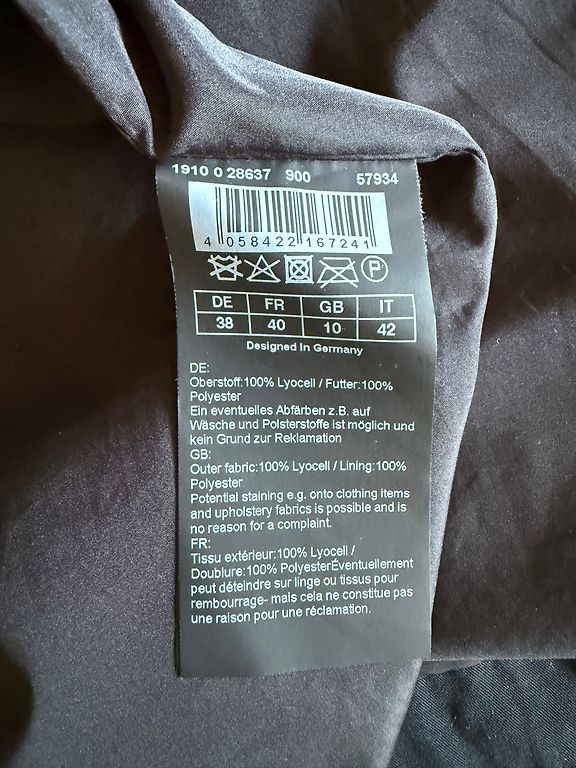 1910 0 28637 900 57934
4 058422 167241
P
DE FR GB IT
38 40 10 42
Designed in Germany
DE:
Oberstoff:100% Lyocell / Futter:100%
Polyester
Ein eventuelles Abfärben z.B. auf
Wäsche und Polsterstoffe ist möglich und
kein Grund zur Reklamation
GB:
Outer fabric:100% Lyocell / Lining:100%
Polyester
Potential staining e.g. onto clothing items
and upholstery fabrics is possible and is
no reason for a complaint.
FR:
Tissu extérieur:100% Lyocell /
Doublure:100% PolyesterÉventuellement
peut déteindre sur linge ou tissus pour
rembourrage- mais cela ne constitue pas
une raison pour une réclamation.